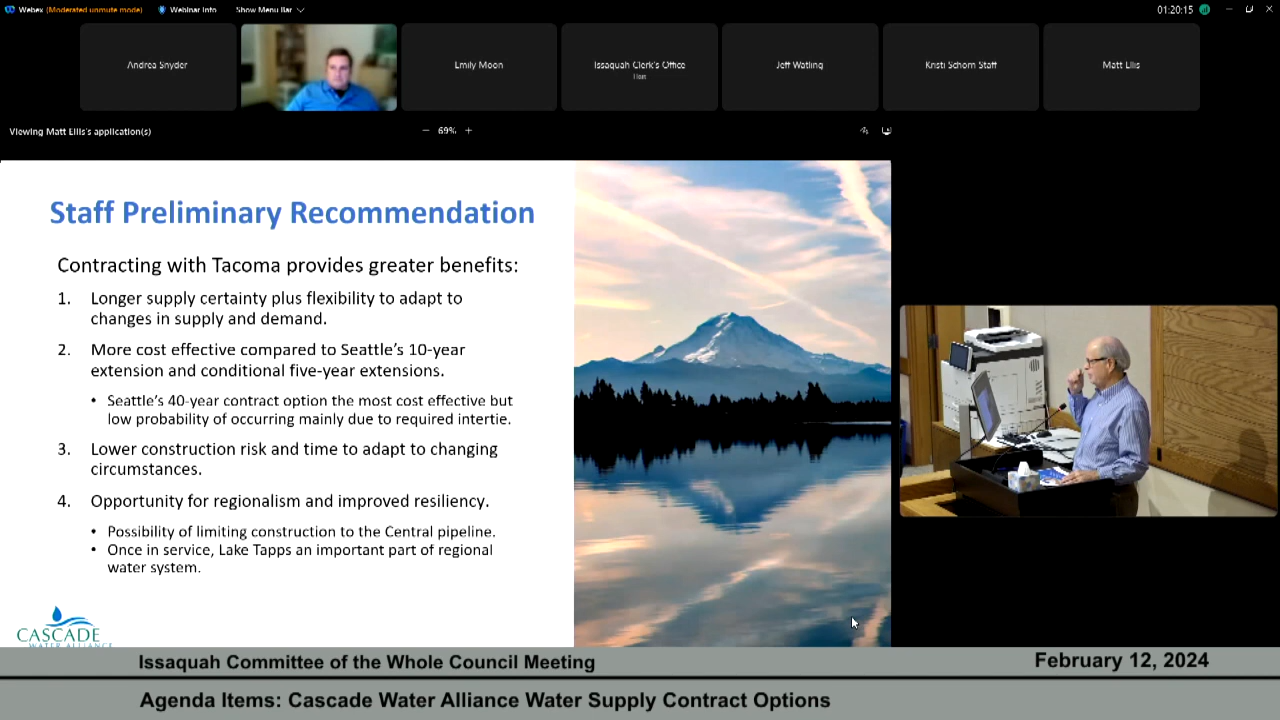 Webex (Moderated unmute mode) Webinar Info Show Menu Bar 01:20:15
Andrea Snyder
Emily Moon
Issaquah Clerk's Office
Host
Jeff Watling
Kristi Schorn Staff
Matt Ellis
Viewing Matt Ellis's application(s) 69%
Staff Preliminary Recommendation
Contracting with Tacoma provides greater benefits:
1. Longer supply certainty plus flexibility to adapt to
changes in supply and demand.
2. More cost effective compared to Seattle's 10-year
extension and conditional five-year extensions.
• Seattle's 40-year contract option the most cost effective but
low probability of occurring mainly due to required intertie.
3. Lower construction risk and time to adapt to changing
circumstances.
4. Opportunity for regionalism and improved resiliency.
• Possibility of limiting construction to the Central pipeline.
• Once in service, Lake Tapps an important part of regional
water system.
CASCADE
WATER ALLIANCE
Issaquah Committee of the Whole Council Meeting
February 12, 2024
Agenda Items: Cascade Water Alliance Water Supply Contract Options